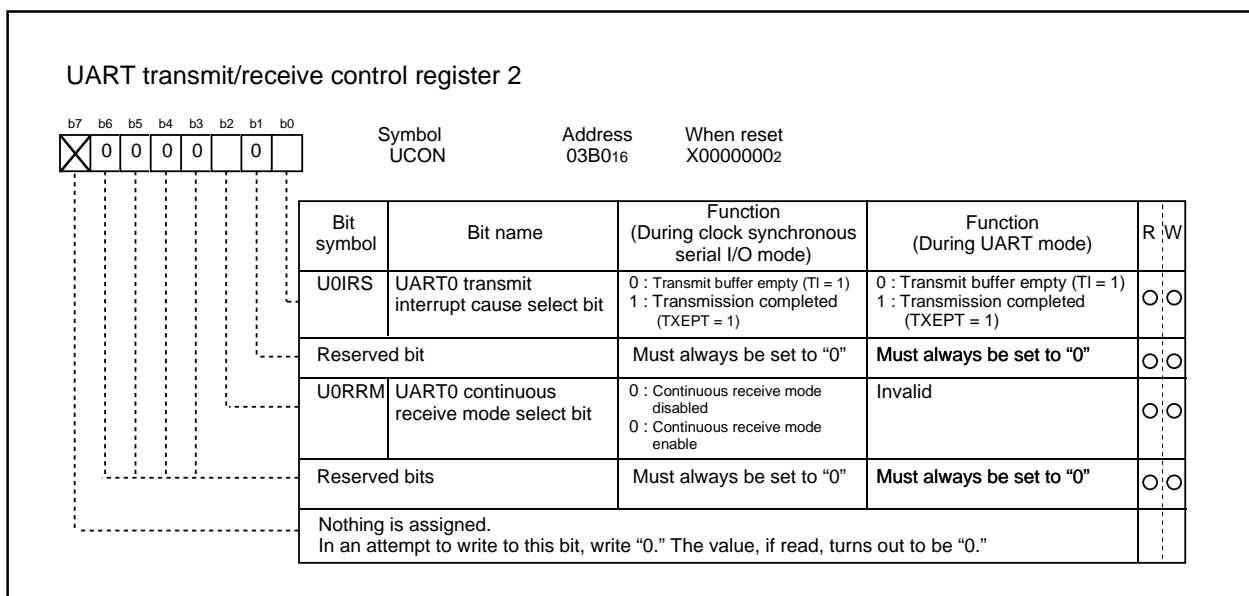 UART transmit/receive control register 2
b7 b6 b5 b4 b3 b2 b1 b0
0 0 0 0 0
Symbol Address When reset
UCON 03B016 X00000002
Bit symbol
Bit name
Function
(During clock synchronous
serial I/O mode)
Function
(During UART mode)
R W
U0IRS
UART0 transmit
interrupt cause select bit
0 : Transmit buffer empty (TI = 1)
1 : Transmission completed
(TXEPT = 1)
0 : Transmit buffer empty (TI = 1)
1 : Transmission completed
(TXEPT = 1)
Reserved bit
Must always be set to “0”
Must always be set to “0”
U0RRM
UART0 continuous
receive mode select bit
0 : Continuous receive mode
disabled
0 : Continuous receive mode
enable
Invalid
Reserved bits
Must always be set to “0”
Must always be set to “0”
Nothing is assigned.
In an attempt to write to this bit, write “0.” The value, if read, turns out to be “0.”